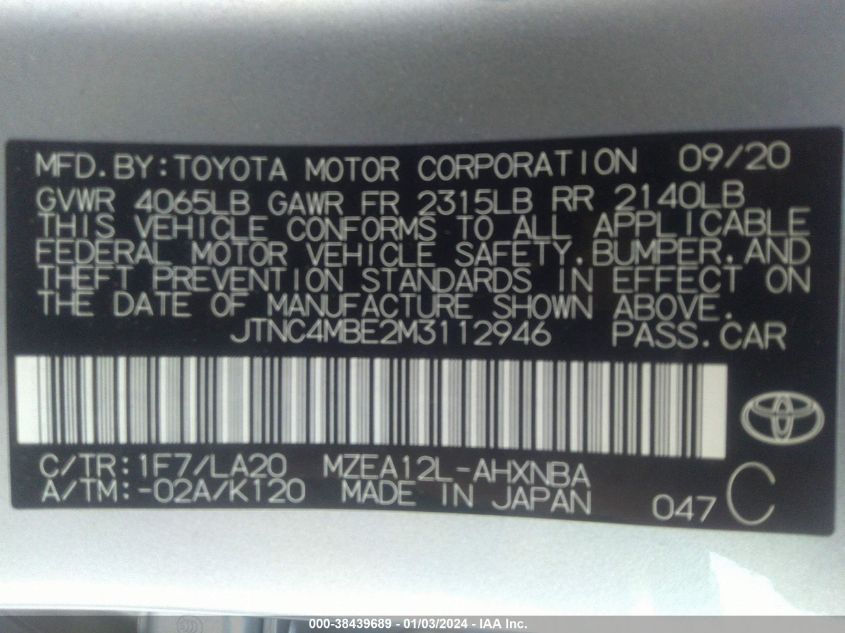 MFD.BY:TOYOTA MOTOR CORPORATION 09/20
GVWR 4065LB GAWR FR 2315LB RR 2140LB
THIS VEHICLE CONFORMS TO ALL APPLICABLE
FEDERAL MOTOR VEHICLE SAFETY,BUMPER,AND
THEFT PREVENTION STANDARDS IN EFFECT ON
THE DATE OF MANUFACTURE SHOWN ABOVE.
JTNC4MBE2M3112946 PASS.CAR
C/TR:1F7/LA20 MZEA12L-AHXNBA
A/TM:-02A/K120 MADE IN JAPAN 047 C
000-38439689 - 01/03/2024 - IAA Inc.